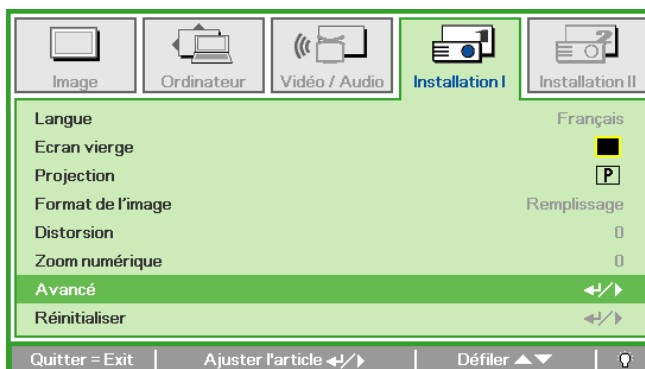 Image
Ordinateur
Vidéo / Audio
Installation I
Installation II
Langue Français
Ecran vierge
Projection P
Format de l'image Remplissage
Distorsion 0
Zoom numérique 0
Avancé
Réinitialiser
Quitter = Exit Ajuster l'article Défiler